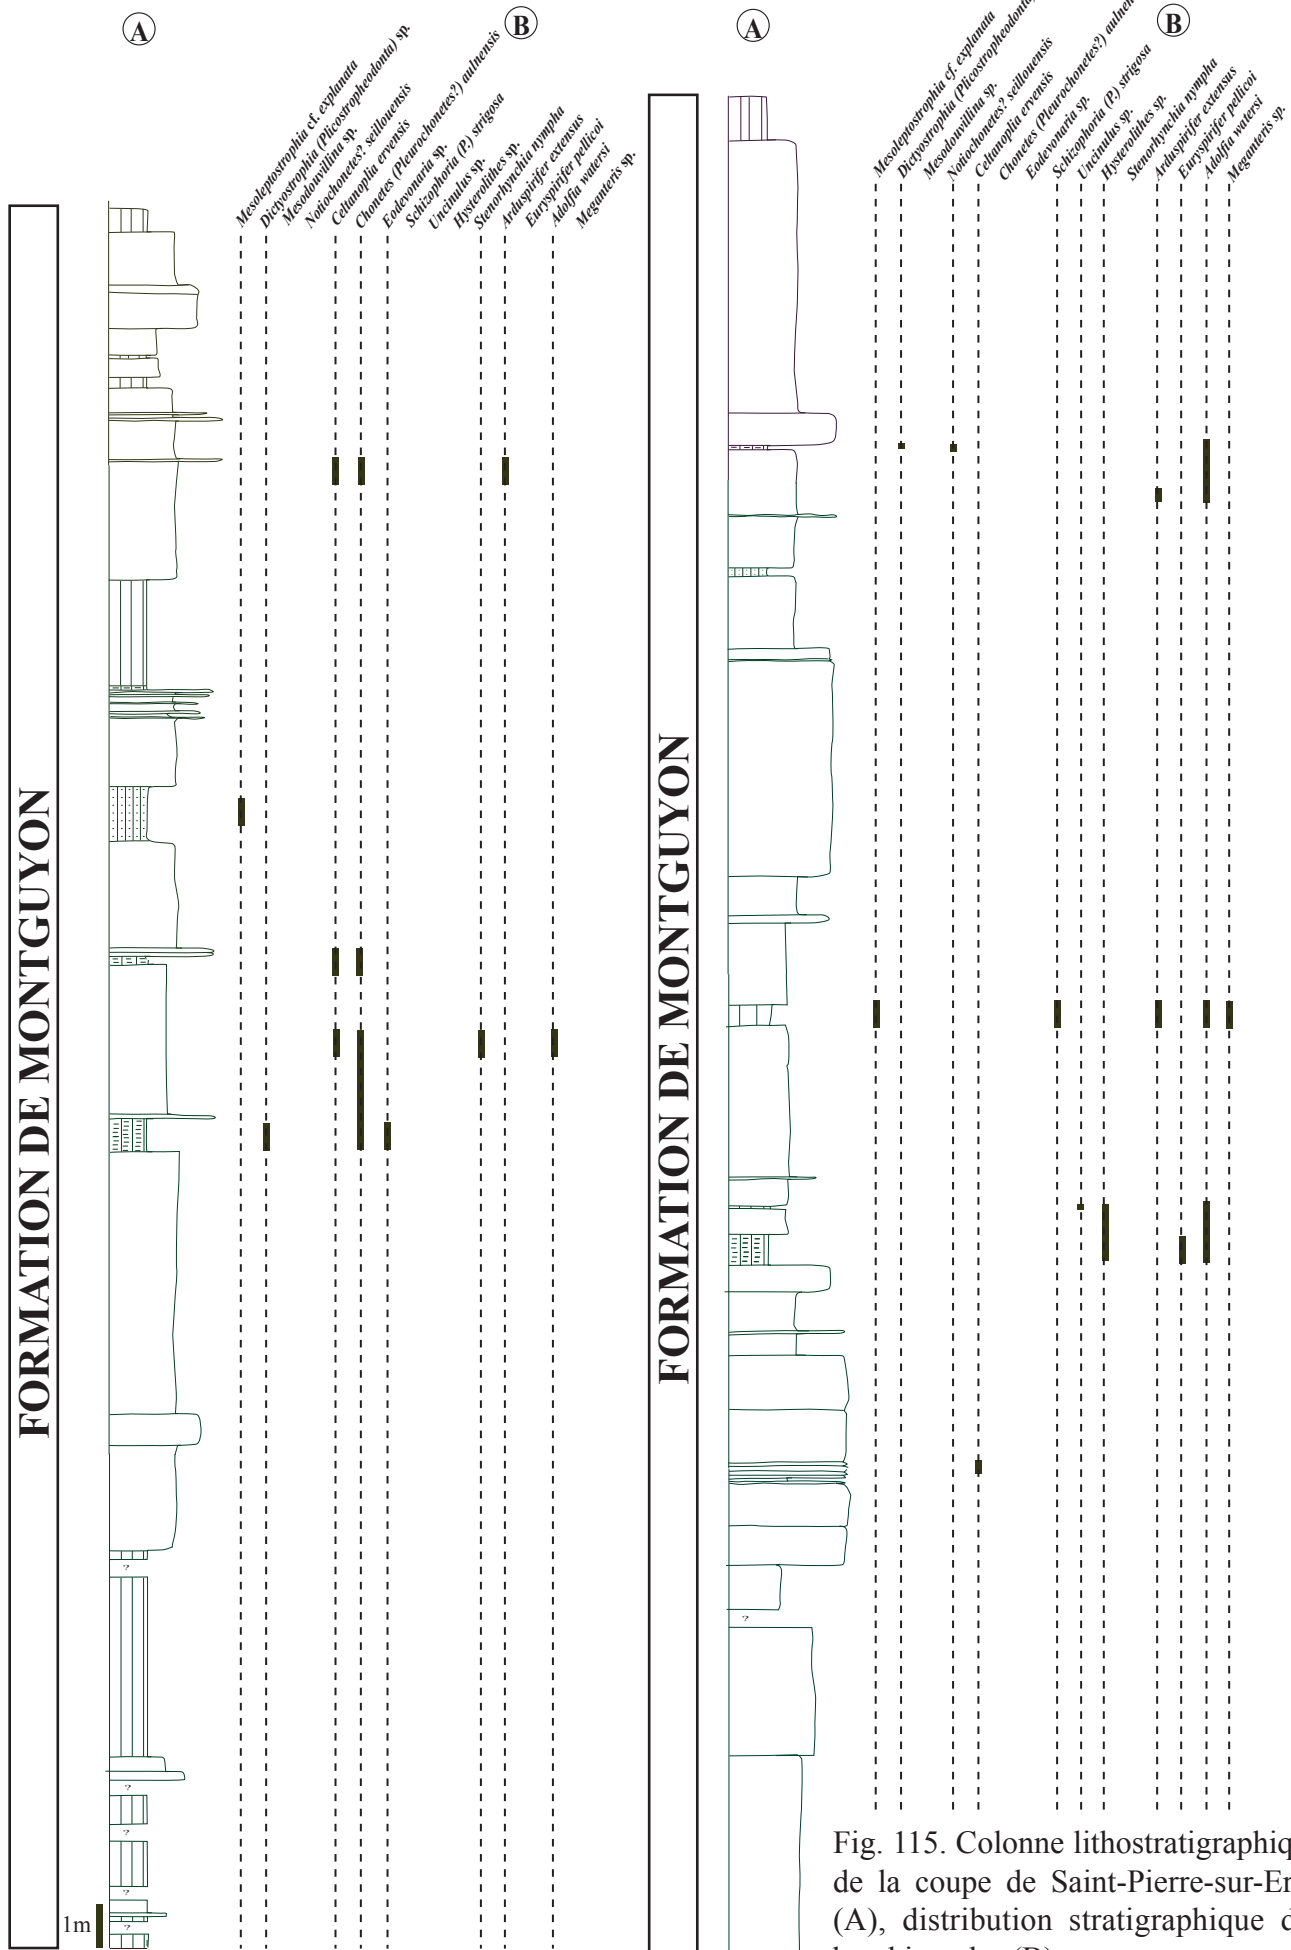 A
B
Mesoleptostrophia cf. explanata
Dictyostrophia (Plicostropheodonta) sp.
Mesodouvillina sp.
Notiochonetes? seillouensis
Celtanoplia ervensis
Chonetes (Pleurochonetes?) aulnensis
Eodevonaria sp.
Schizophoria (P.) strigosa
Uncinulus sp.
Hysterolithes sp.
Stenorhynchia nympha
Arduspirifer extensus
Euryspirifer pellicoi
Adolfia watersi
Meganteris sp.
FORMATION DE MONTGUYON
?
?
?
?
?
1m
A
B
Mesoleptostrophia cf. explanata
Dictyostrophia (Plicostropheodonta)
Mesodouvillina sp.
Notiochonetes? seillouensis
Celtanoplia ervensis
Chonetes (Pleurochonetes?)
Eodevonaria sp.
Schizophoria (P.) strigosa
Uncinulus sp.
Hysterolithes sp.
Stenorhynchia nympha
Arduspirifer extensus
Euryspirifer pellicoi
Adolfia watersi
Meganteris sp.
FORMATION DE MONTGUYON
?
Fig. 115. Colonne lithostratigraphiq
de la coupe de Saint-Pierre-sur-Er
(A), distribution stratigraphique d